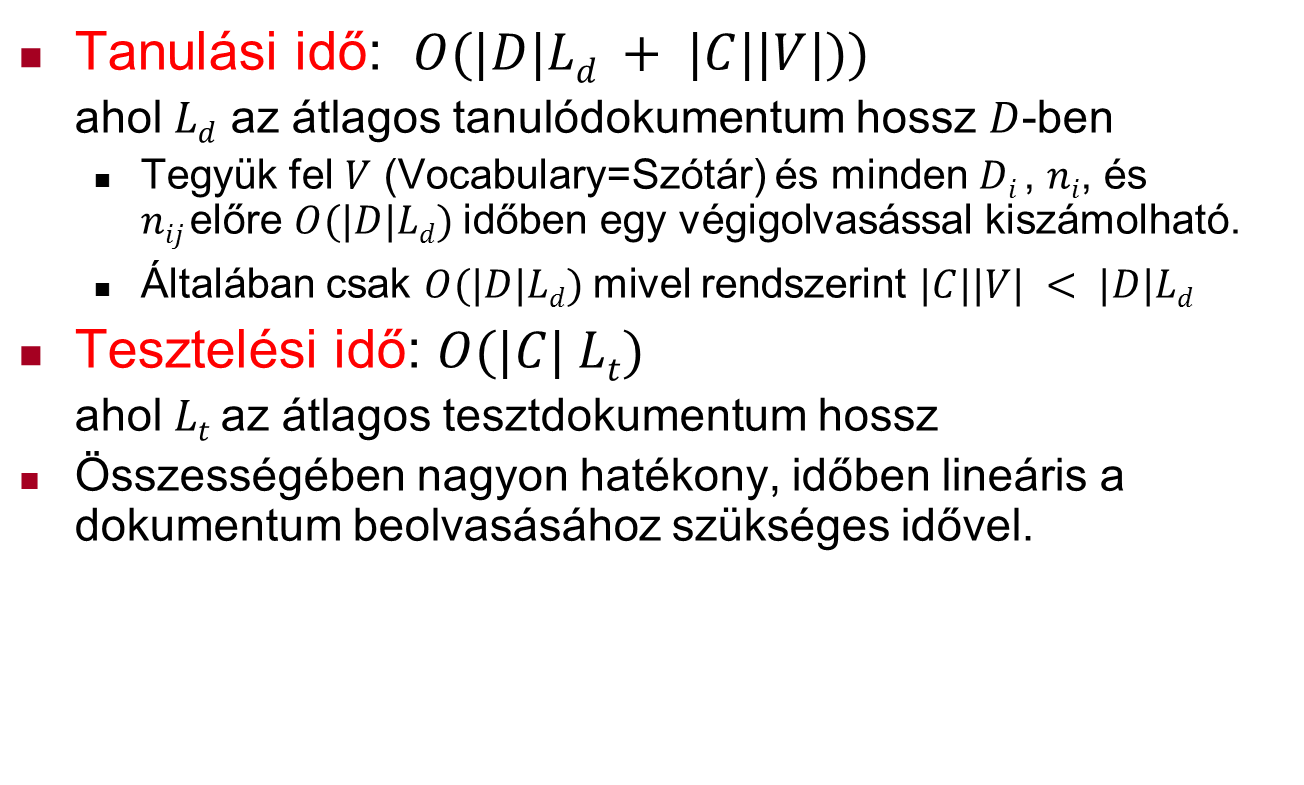 ■ Tanulási idő: O(|D|L_d + |C||V|))
ahol L_d az átlagos tanulódokumentum hossz D-ben
■ Tegyük fel V (Vocabulary=Szótár) és minden D_i , n_i, és
n_ij előre O(|D|L_d) időben egy végigolvasással kiszámolható.
■ Általában csak O(|D|L_d) mivel rendszerint |C||V| < |D|L_d
■ Tesztelési idő: O(|C| L_t)
ahol L_t az átlagos tesztdokumentum hossz
■ Összességében nagyon hatékony, időben lineáris a
dokumentum beolvasásához szükséges idővel.